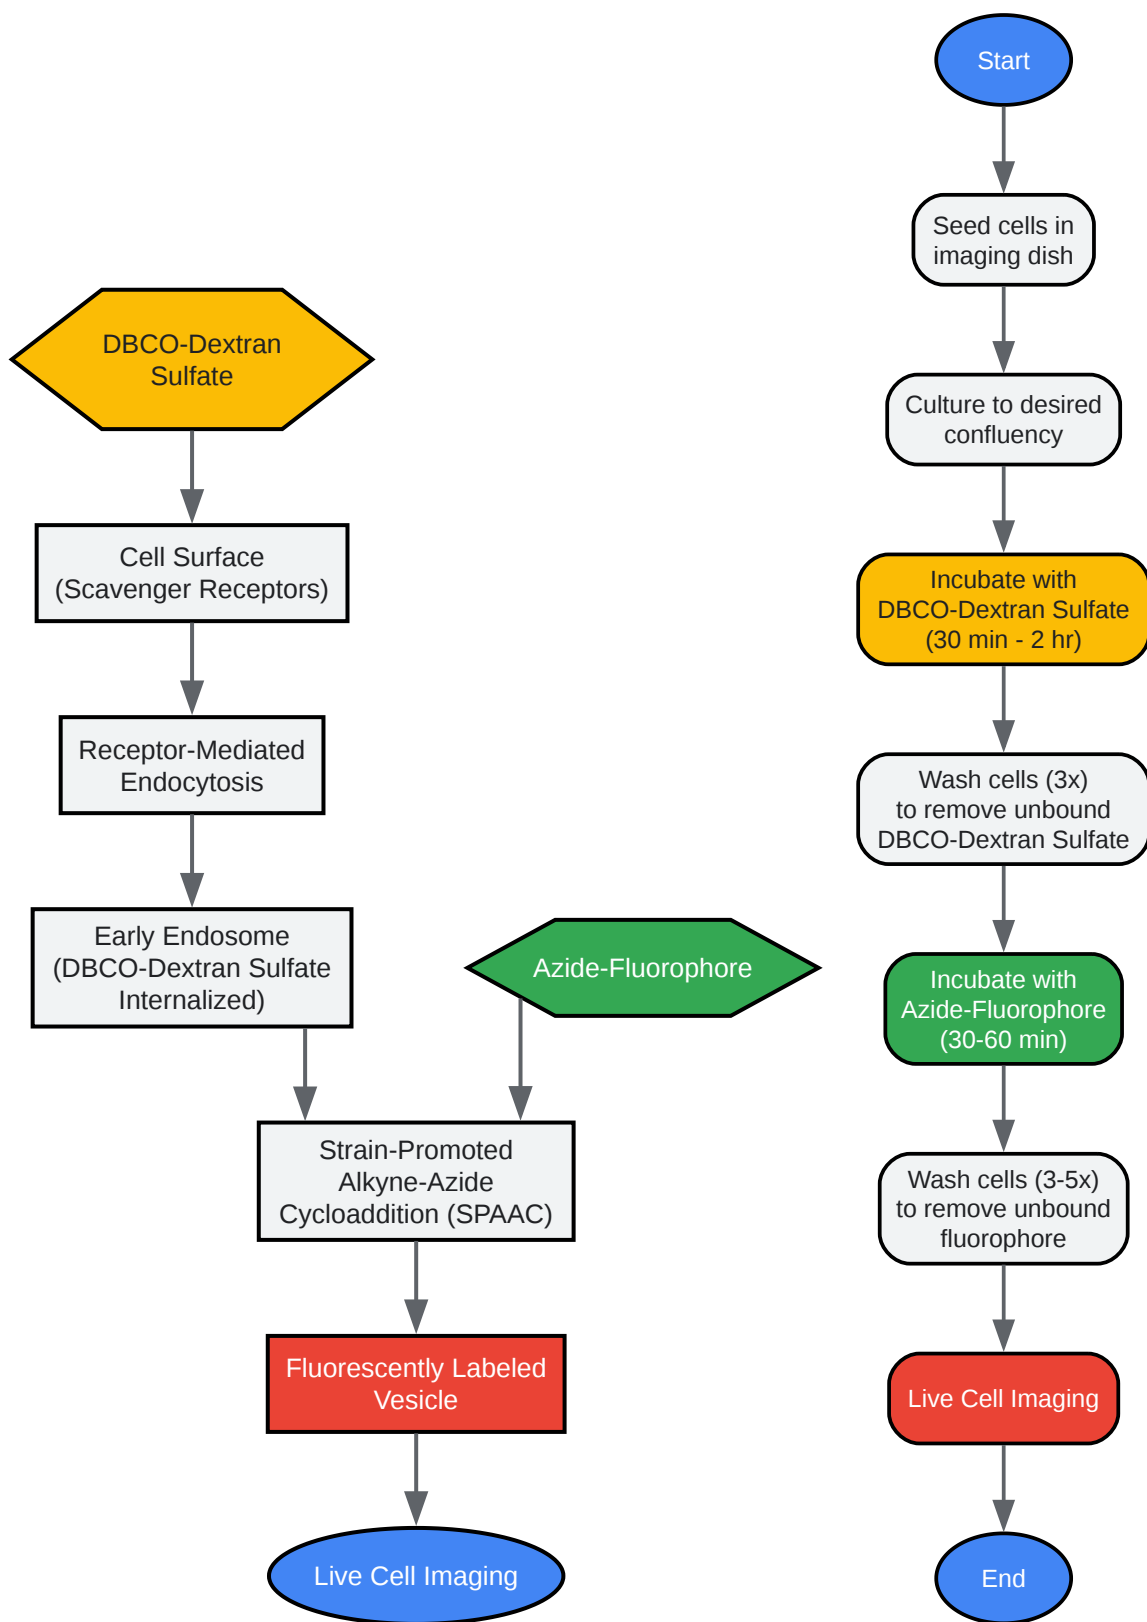 DBCO-Dextran
Sulfate
Cell Surface
(Scavenger Receptors)
Receptor-Mediated
Endocytosis
Early Endosome
(DBCO-Dextran Sulfate
Internalized)
Azide-Fluorophore
Strain-Promoted
Alkyne-Azide
Cycloaddition (SPAAC)
Fluorescently Labeled
Vesicle
Live Cell Imaging
Start
Seed cells in
imaging dish
Culture to desired
confluency
Incubate with
DBCO-Dextran Sulfate
(30 min - 2 hr)
Wash cells (3x)
to remove unbound
DBCO-Dextran Sulfate
Incubate with
Azide-Fluorophore
(30-60 min)
Wash cells (3-5x)
to remove unbound
fluorophore
Live Cell Imaging
End